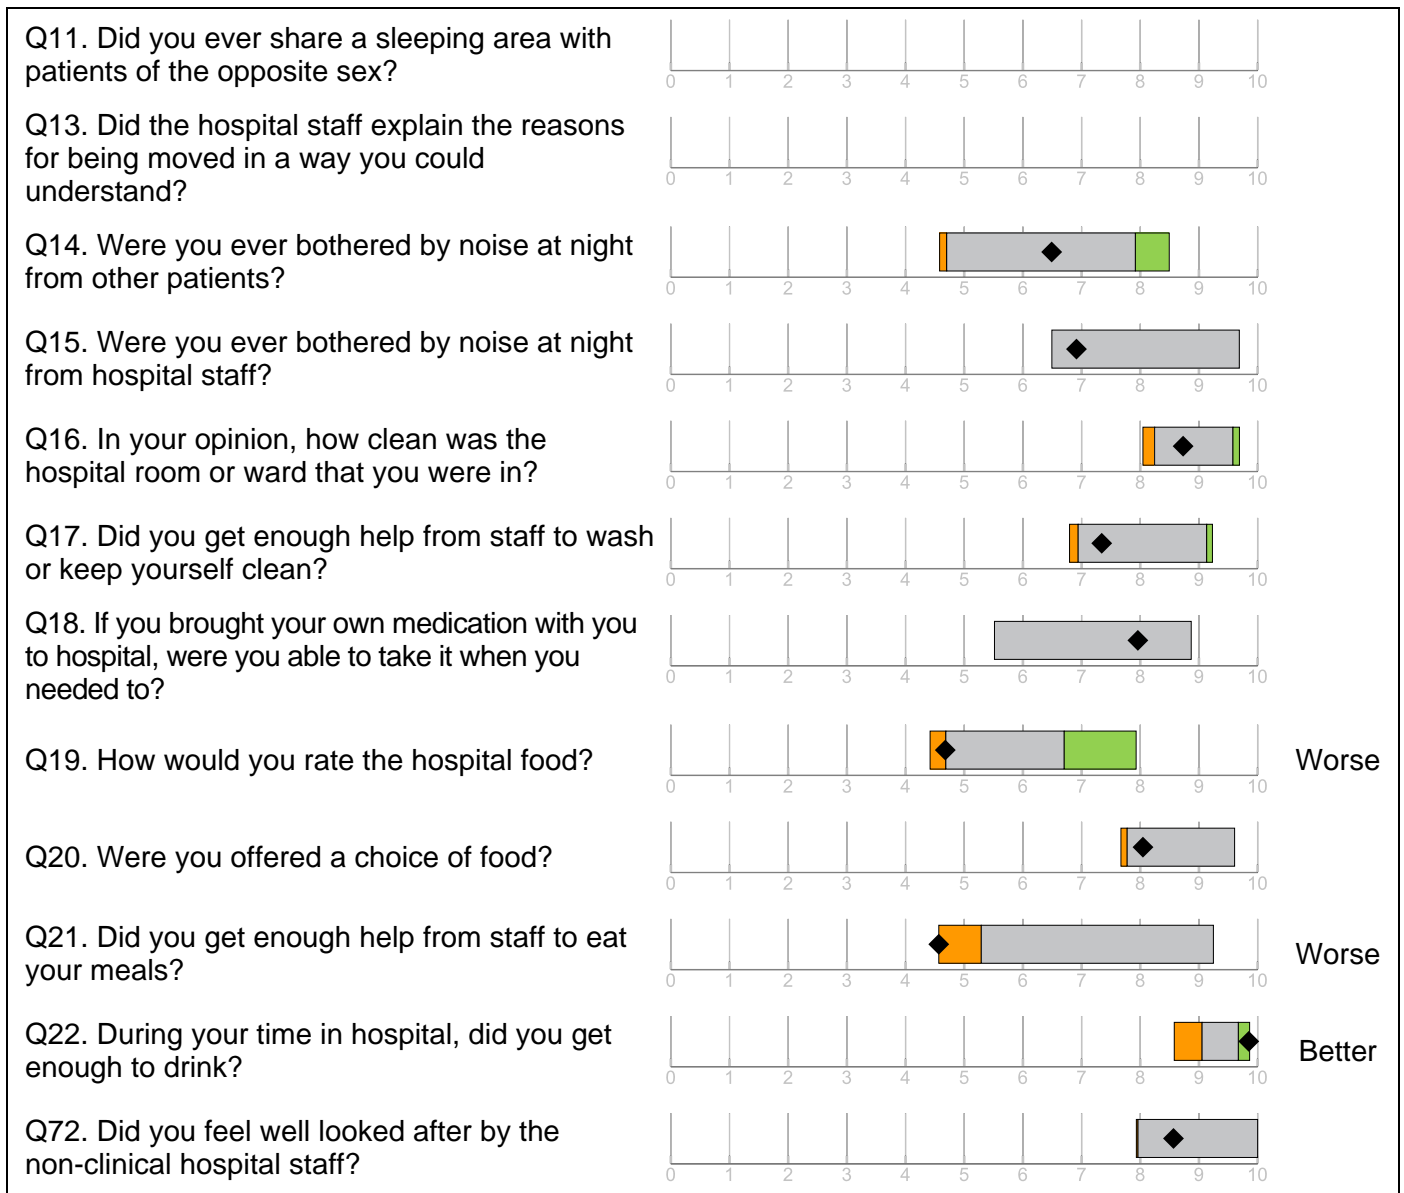 Q11. Did you ever share a sleeping area with
patients of the opposite sex?
0 1 2 3 4 5 6 7 8 9 10
Q13. Did the hospital staff explain the reasons
for being moved in a way you could
understand?
0 1 2 3 4 5 6 7 8 9 10
Q14. Were you ever bothered by noise at night
from other patients?
0 1 2 3 4 5 6 7 8 9 10
Q15. Were you ever bothered by noise at night
from hospital staff?
0 1 2 3 4 5 6 7 8 9 10
Q16. In your opinion, how clean was the
hospital room or ward that you were in?
0 1 2 3 4 5 6 7 8 9 10
Q17. Did you get enough help from staff to wash
or keep yourself clean?
0 1 2 3 4 5 6 7 8 9 10
Q18. If you brought your own medication with you
to hospital, were you able to take it when you
needed to?
0 1 2 3 4 5 6 7 8 9 10
Q19. How would you rate the hospital food?
Worse
0 1 2 3 4 5 6 7 8 9 10
Q20. Were you offered a choice of food?
0 1 2 3 4 5 6 7 8 9 10
Q21. Did you get enough help from staff to eat
your meals?
Worse
0 1 2 3 4 5 6 7 8 9 10
Q22. During your time in hospital, did you get
enough to drink?
Better
0 1 2 3 4 5 6 7 8 9 10
Q72. Did you feel well looked after by the
non-clinical hospital staff?
0 1 2 3 4 5 6 7 8 9 10